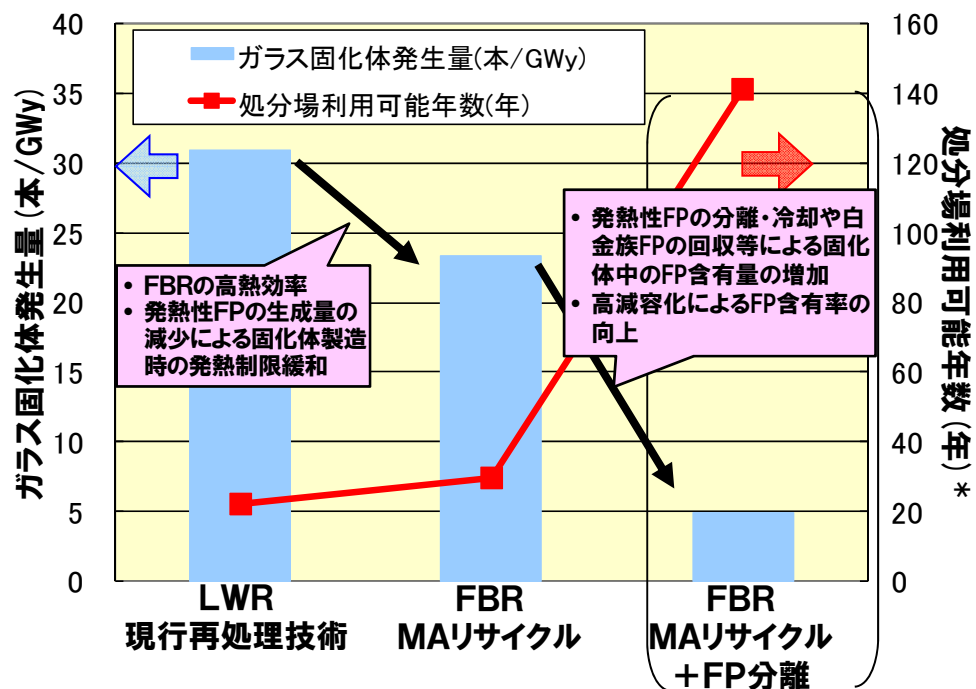 ガラス固化体発生量(本/GWy)
処分場利用可能年数(年)
ガラス固化体発生量(本/GWy)
40
35
30
25
20
15
10
5
0
160
140
120
100
80
60
40
20
0
処分場利用可能年数(年)*
• FBRの高熱効率
• 発熱性FPの生成量の
減少による固化体製造
時の発熱制限緩和
• 発熱性FPの分離・冷却や白
金族FPの回収等による固化
体中のFP含有量の増加
• 高減容化によるFP含有率の
向上
LWR
現行再処理技術
FBR
MAリサイクル
FBR
MAリサイクル
+FP分離